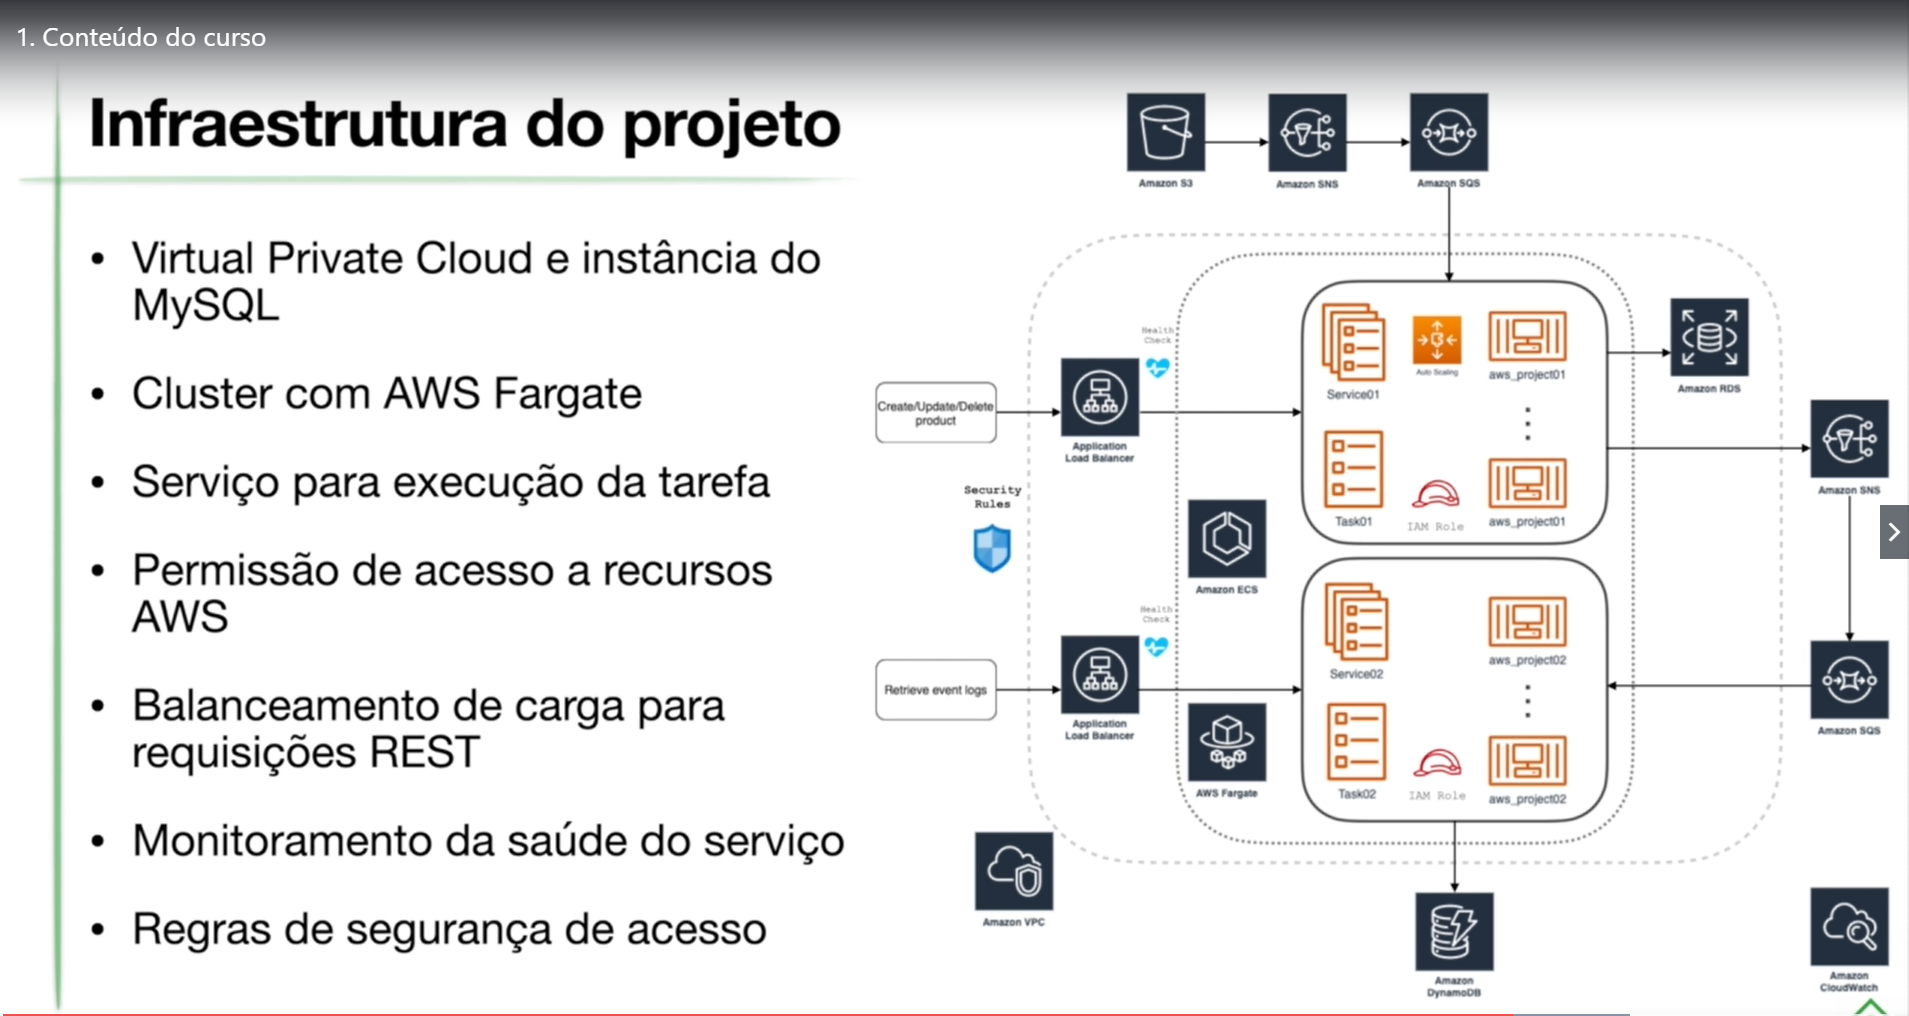 1. Conteúdo do curso
Infraestrutura do projeto
• Virtual Private Cloud e instância do
MySQL
• Cluster com AWS Fargate
• Serviço para execução da tarefa
• Permissão de acesso a recursos
AWS
• Balanceamento de carga para
requisições REST
• Monitoramento da saúde do serviço
• Regras de segurança de acesso
Amazon S3
Amazon SNS
Amazon SQS
Create/Update/Delete
product
Application
Load Balancer
Health
Check
Service01
Auto Scaling
aws_project01
Task01
IAM Role
aws_project01
Amazon RDS
Amazon SNS
Security
Rules
Amazon ECS
Retrieve event logs
Application
Load Balancer
Health
Check
AWS Fargate
Service02
aws_project02
Task02
IAM Role
aws_project02
Amazon SQS
Amazon VPC
Amazon
DynamoDB
Amazon
CloudWatch